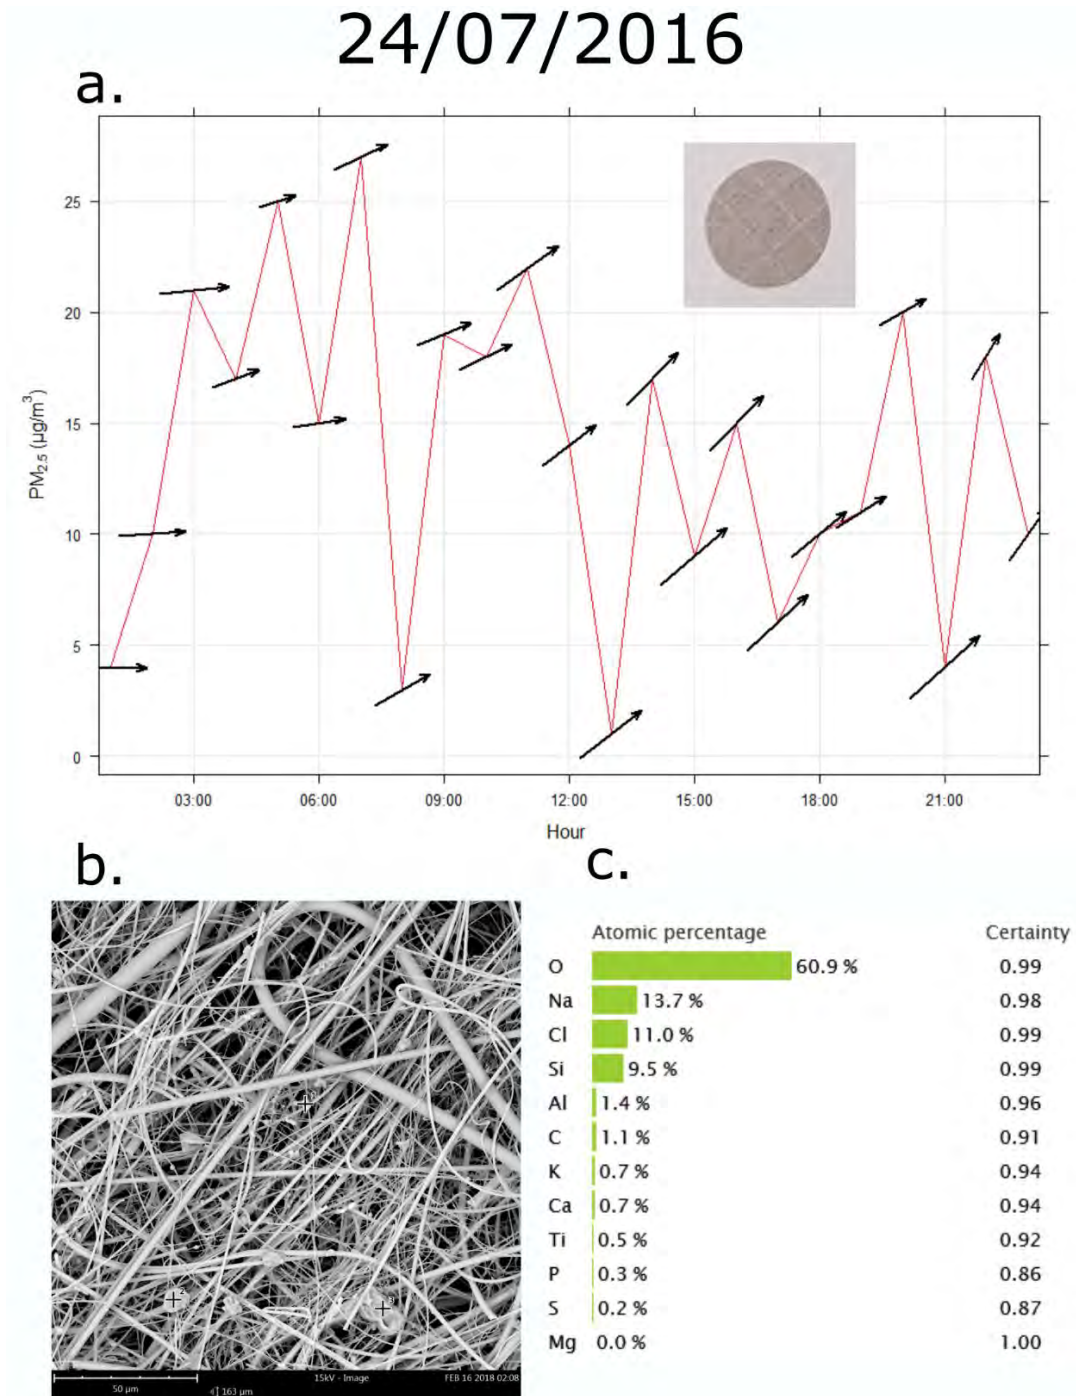 24/07/2016
a.
25
20
15
10
5
0
PM2.5 (µg/m3)
03:00 06:00 09:00 12:00 15:00 18:00 21:00
Hour
b.
c.
Atomic percentage Certainty
O 60.9 % 0.99
Na 13.7 % 0.98
Cl 11.0 % 0.99
Si 9.5 % 0.99
Al 1.4 % 0.96
C 1.1 % 0.91
K 0.7 % 0.94
Ca 0.7 % 0.94
Ti 0.5 % 0.92
P 0.3 % 0.86
S 0.2 % 0.87
Mg 0.0 % 1.00
50 µm
163 µm
15kV - Image
FEB 16 2018 02:08